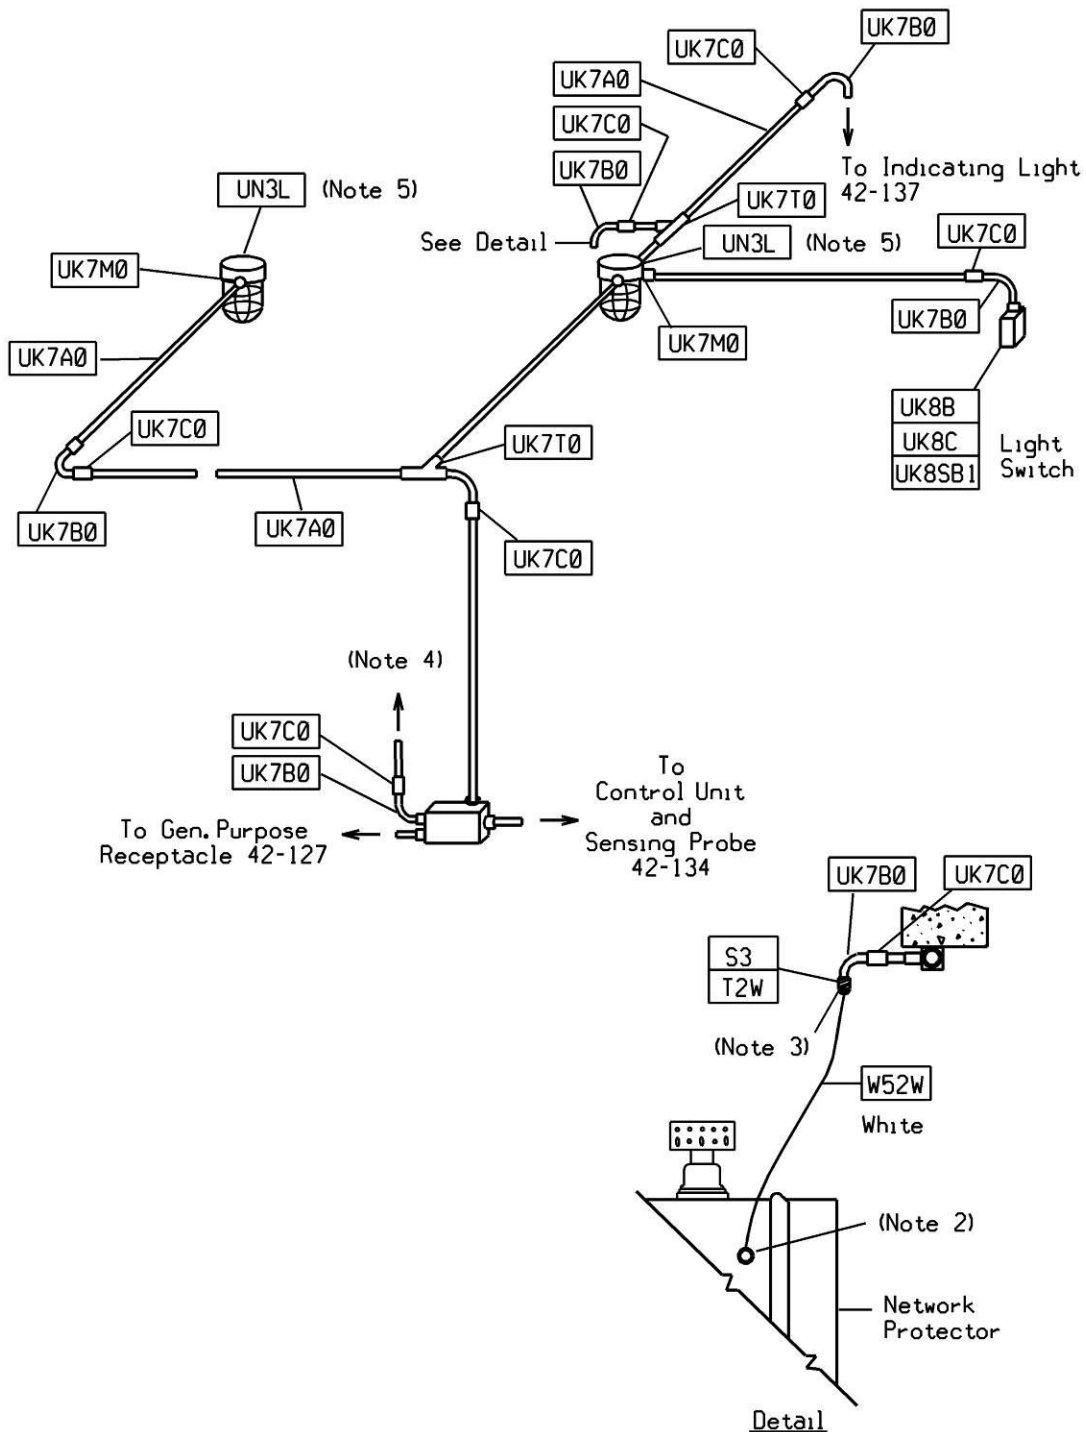 UK7B0
UK7C0
UK7A0
UK7C0
UK7B0
To Indicating Light
42-137
UN3L (Note 5)
UK7T0
See Detail
UN3L (Note 5)
UK7C0
UK7M0
UK7B0
UK7M0
UK7A0
UK8B
UK8C
UK8SB1
Light
Switch
UK7C0
UK7T0
UK7B0
UK7A0
UK7C0
(Note 4)
UK7C0
UK7B0
To
Control Unit
and
Sensing Probe
42-134
To Gen. Purpose
Receptacle 42-127
UK7B0
UK7C0
S3
T2W
(Note 3)
W52W
White
(Note 2)
Network
Protector
Detail